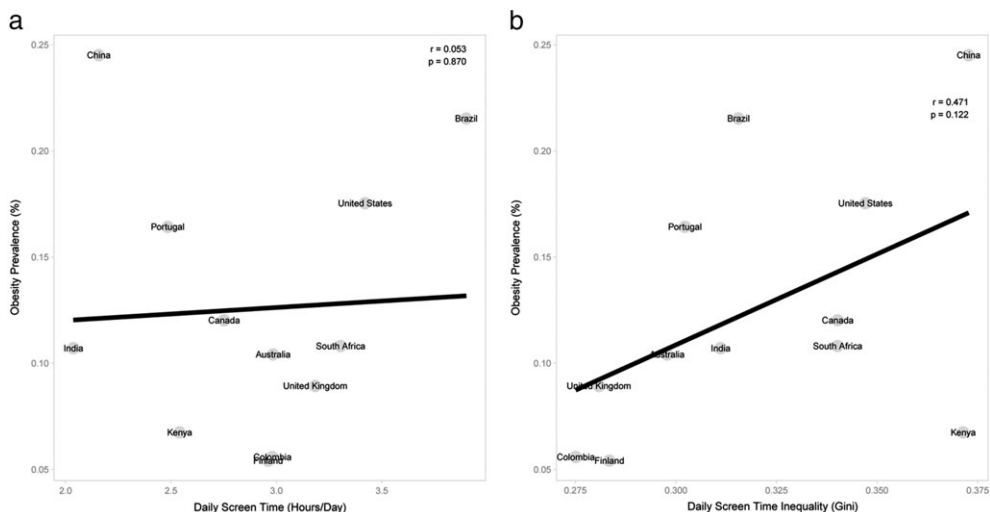 a
0.25
0.20
0.15
0.10
0.05
Obesity Prevalence (%)
China
r = 0.053
p = 0.870
Brazil
United States
Portugal
Canada
India
Australia
South Africa
United Kingdom
Kenya
Colombia
Finland
2.0 2.5 3.0 3.5
Daily Screen Time (Hours/Day)
b
0.25
0.20
0.15
0.10
0.05
Obesity Prevalence (%)
China
r = 0.471
p = 0.122
Brazil
United States
Portugal
Canada
South Africa
India
Australia
United Kingdom
Kenya
Colombia
Finland
0.275 0.300 0.325 0.350 0.375
Daily Screen Time Inequality (Gini)